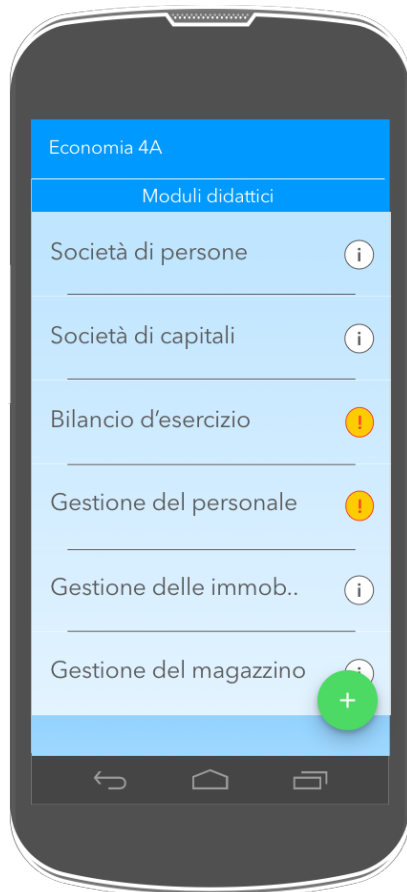 Economia 4A
Moduli didattici
Società di persone
i
Società di capitali
i
Bilancio d’esercizio
!
Gestione del personale
!
Gestione delle immob..
i
Gestione del magazzino
i
+